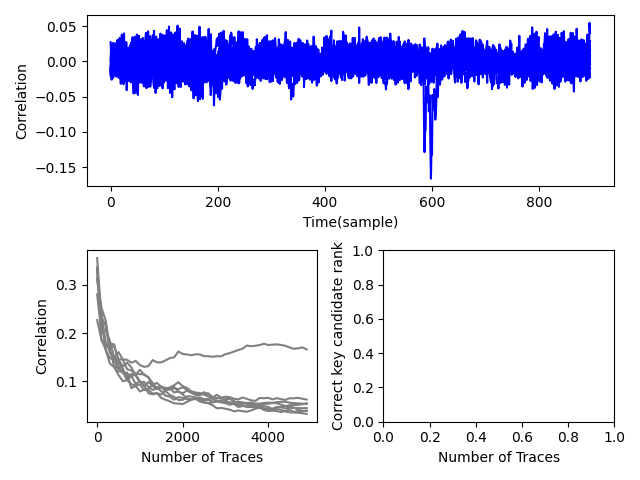 0.05
0.00
−0.05
−0.10
−0.15
Correlation
0 200 400 600 800
Time(sample)
0.3
0.2
0.1
Correlation
0 2000 4000
Number of Traces
1.0
0.8
0.6
0.4
0.2
0.0
Correct key candidate rank
0.0 0.2 0.4 0.6 0.8 1.0
Number of Traces